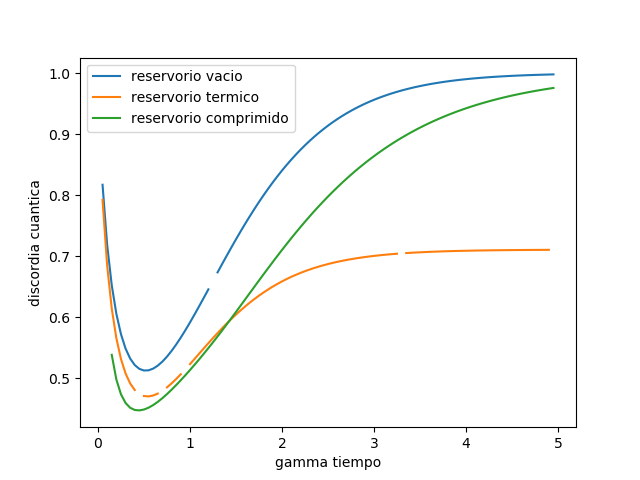 reservorio vacio
reservorio termico
reservorio comprimido
1.0
0.9
0.8
0.7
0.6
0.5
discordia cuantica
0 1 2 3 4 5
gamma tiempo